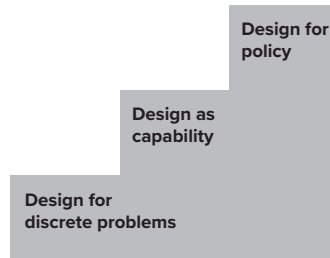 Design for
policy
Design as
capability
Design for
discrete problems